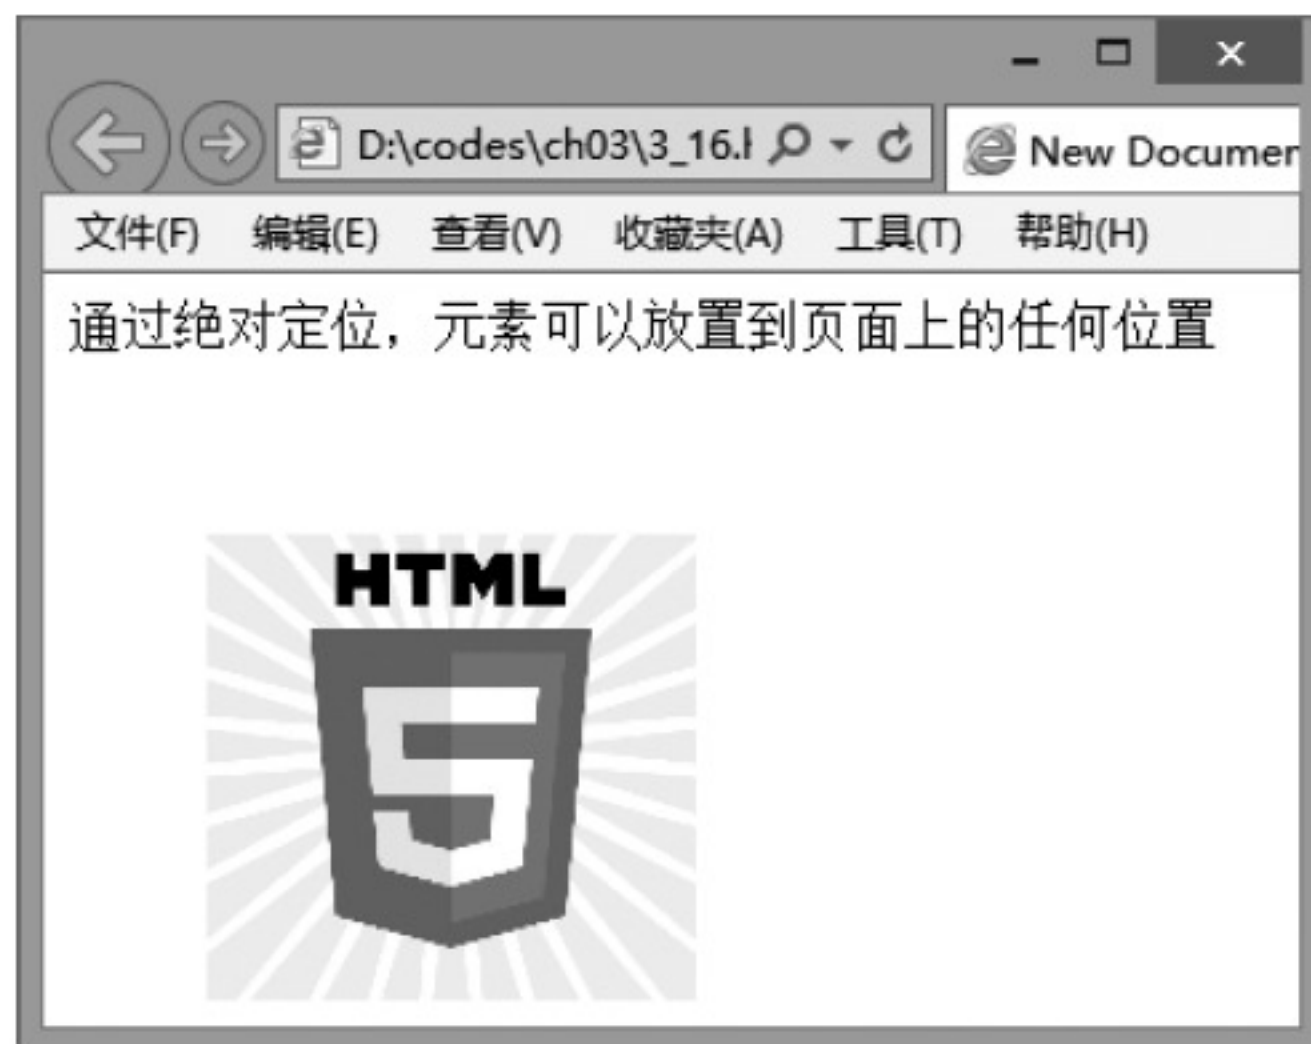 D:\codes\ch03\3_16.h
New Documen
文件(F) 编辑(E) 查看(V) 收藏夹(A) 工具(T) 帮助(H)
通过绝对定位，元素可以放置到页面上的任何位置
HTML
5